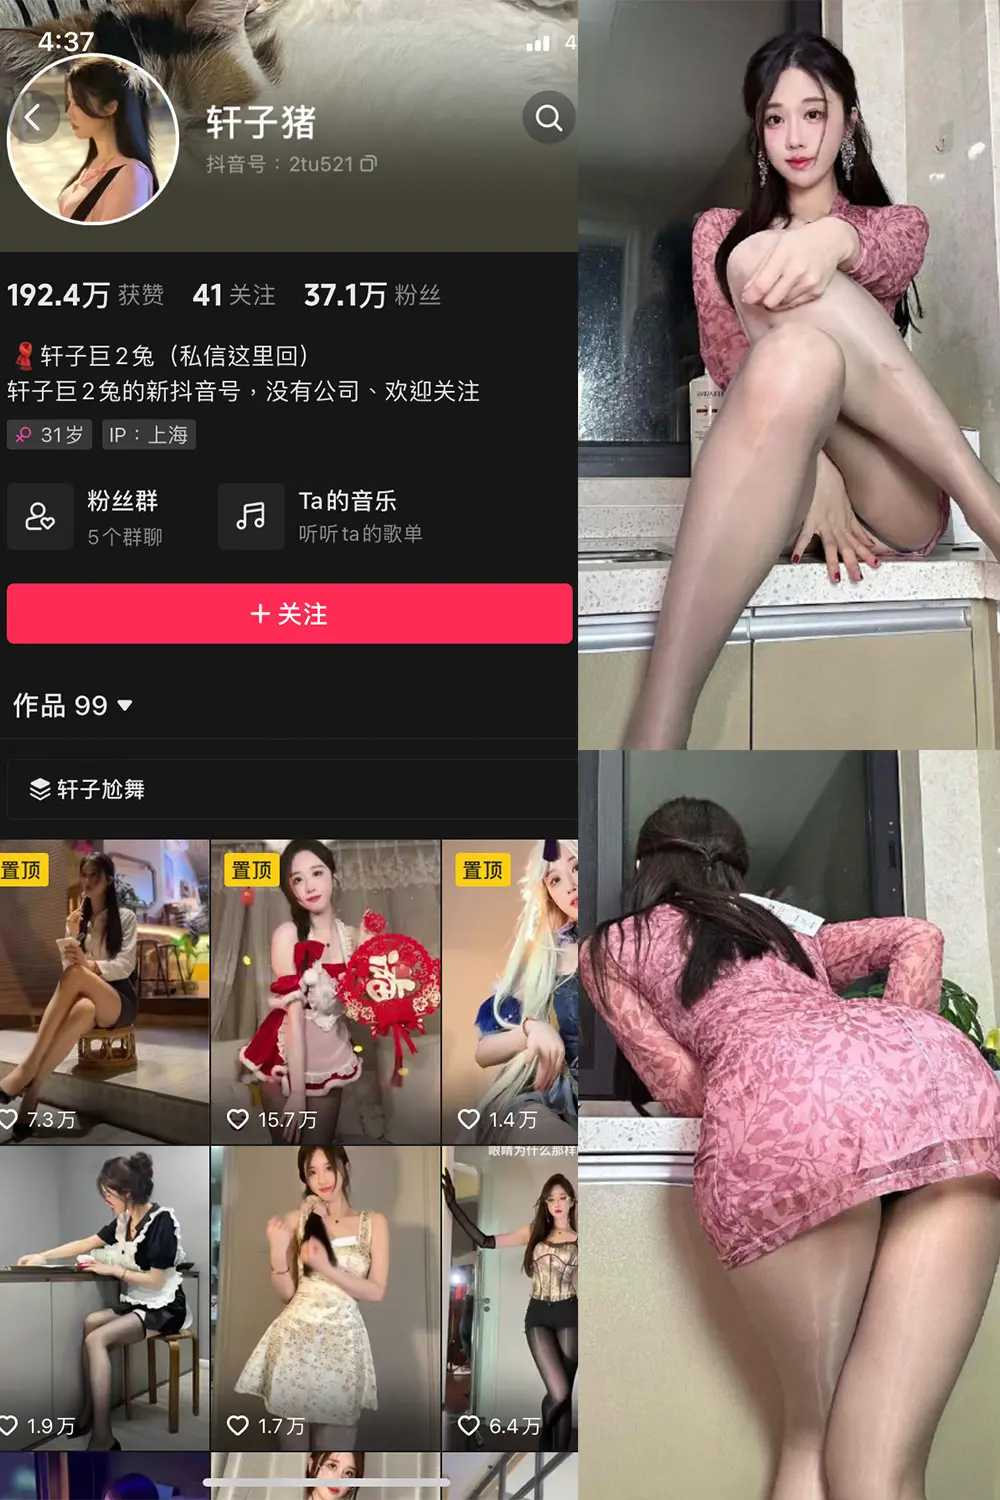 4:37
4
轩子猪
抖音号：2tu521
192.4万 获赞 41 关注 37.1万 粉丝
轩子巨2兔（私信这里回）
轩子巨2兔的新抖音号，没有公司、欢迎关注
31岁 IP：上海
粉丝群 Ta的音乐
5个群聊 听听ta的歌单
+ 关注
作品 99
轩子尬舞
置顶 置顶 置顶
7.3万 15.7万 1.4万
眼睛为什么那样
1.9万 1.7万 6.4万